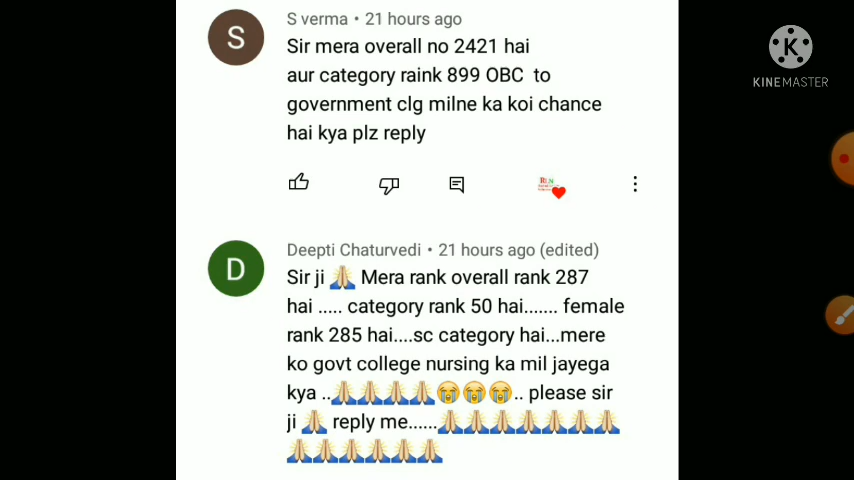 S
S verma • 21 hours ago
Sir mera overall no 2421 hai
aur category raink 899 OBC to
government clg milne ka koi chance
hai kya plz reply
K
KINEMASTER
D
Deepti Chaturvedi • 21 hours ago (edited)
Sir ji 🙏 Mera rank overall rank 287
hai ..... category rank 50 hai....... female
rank 285 hai....sc category hai...mere
ko govt college nursing ka mil jayega
kya ..🙏🙏🙏🙏😭😭😭.. please sir
ji 🙏 reply me......🙏🙏🙏🙏🙏🙏🙏
🙏🙏🙏🙏🙏🙏